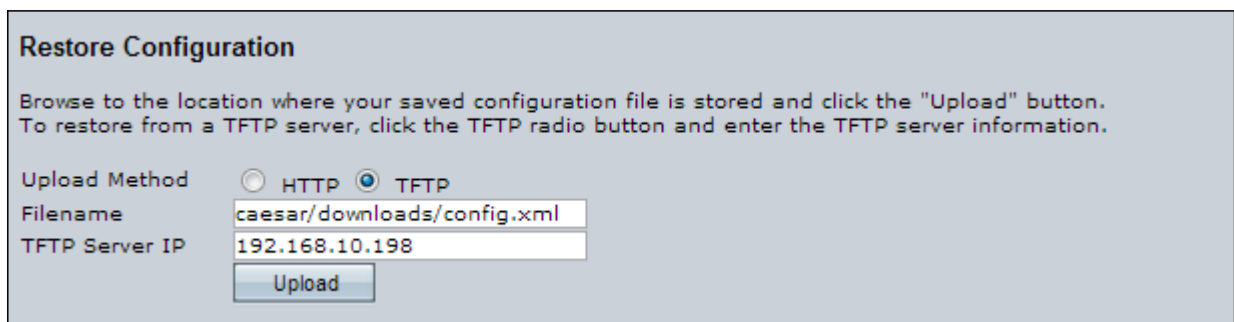 Restore Configuration
Browse to the location where your saved configuration file is stored and click the "Upload" button.
To restore from a TFTP server, click the TFTP radio button and enter the TFTP server information.
Upload Method HTTP TFTP
Filename caesar/downloads/config.xml
TFTP Server IP 192.168.10.198
Upload